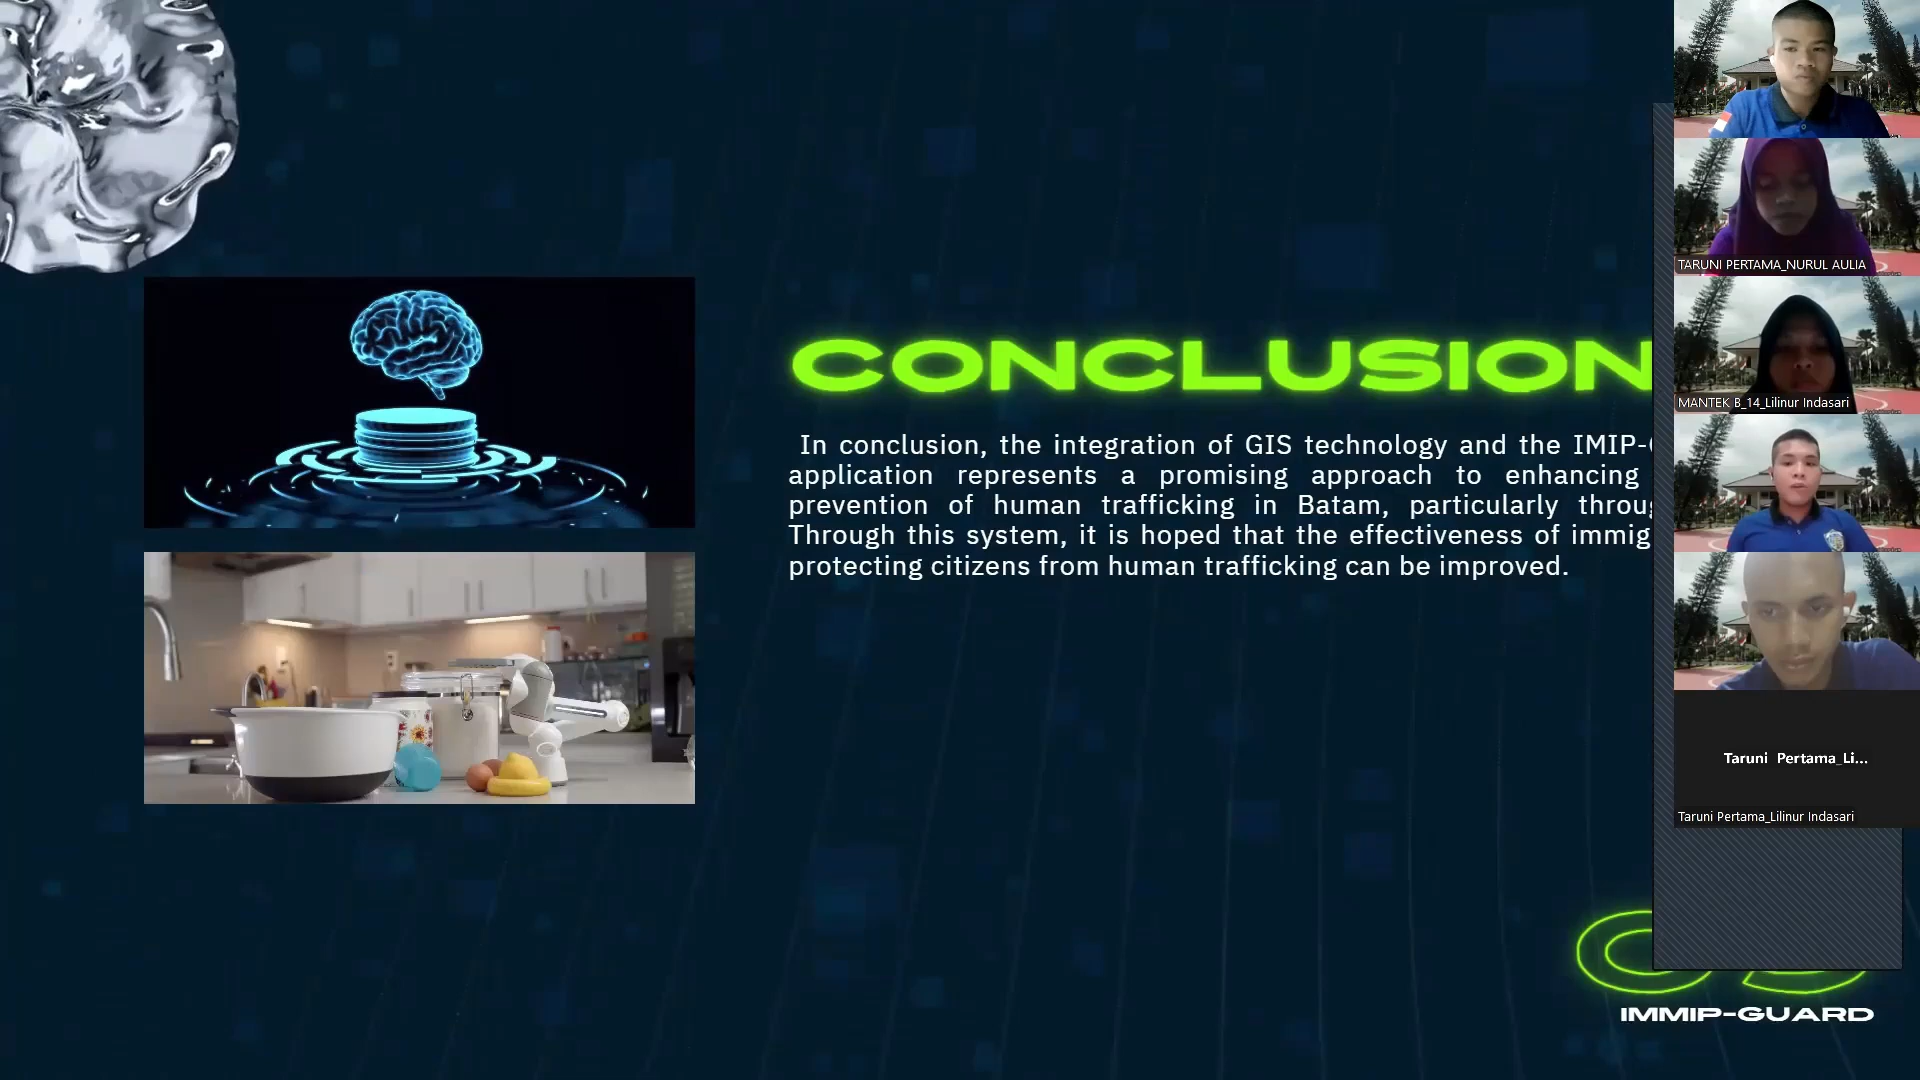 CONCLUSION
In conclusion, the integration of GIS technology and the IMIP-
application represents a promising approach to enhancing
prevention of human trafficking in Batam, particularly
Through this system, it is hoped that the effectiveness of
protecting citizens from human trafficking can be improved.
IMMIP-GUARD
TARUNI PERTAMA_NURUL AULIA
MANTEK B_14_Lilinur Indasari
Taruni Pertama_Li...
Taruni Pertama_Lilinur Indasari